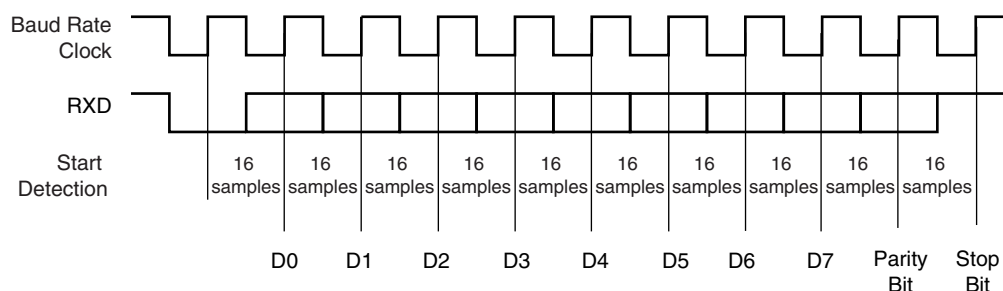 Baud Rate
Clock
RXD
Start
Detection
16 16 16 16 16 16 16 16 16 16
samples samples samples samples samples samples samples samples samples samples
D0 D1 D2 D3 D4 D5 D6 D7 Parity Stop
Bit Bit